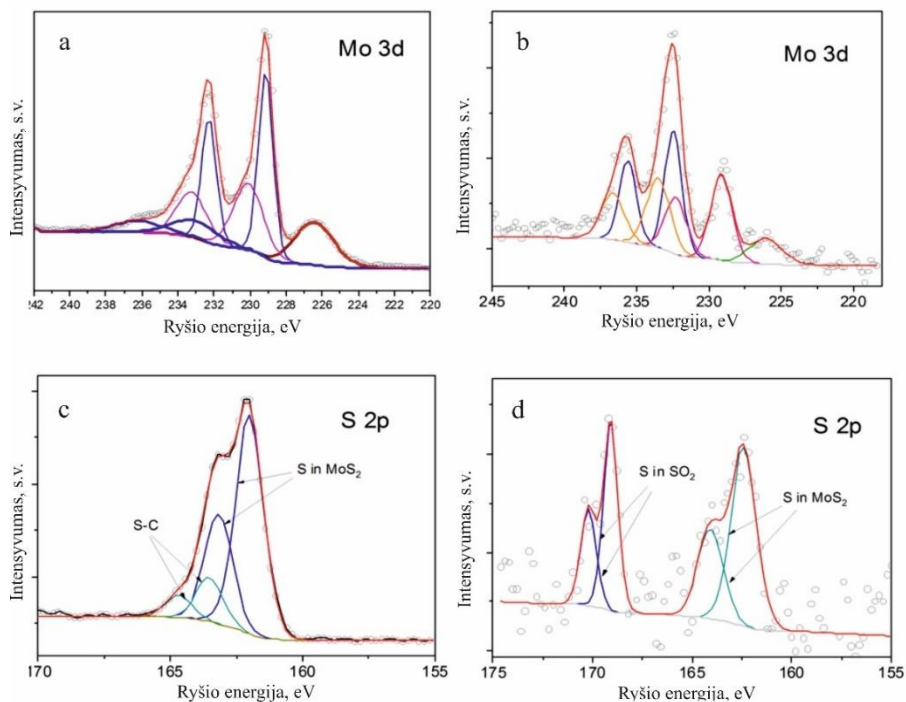 a
Mo 3d
Intensyvumas, s.v.
242 240 238 236 234 232 230 228 226 224 222 220
Ryšio energija, eV
b
Mo 3d
Intensyvumas, s.v.
245 240 235 230 225 220
Ryšio energija, eV
c
S 2p
Intensyvumas, s.v.
S in MoS₂
S-C
170 165 160 155
Ryšio energija, eV
d
S 2p
Intensyvumas, s.v.
S in SO₂
S in MoS₂
175 170 165 160 155
Ryšio energija, eV